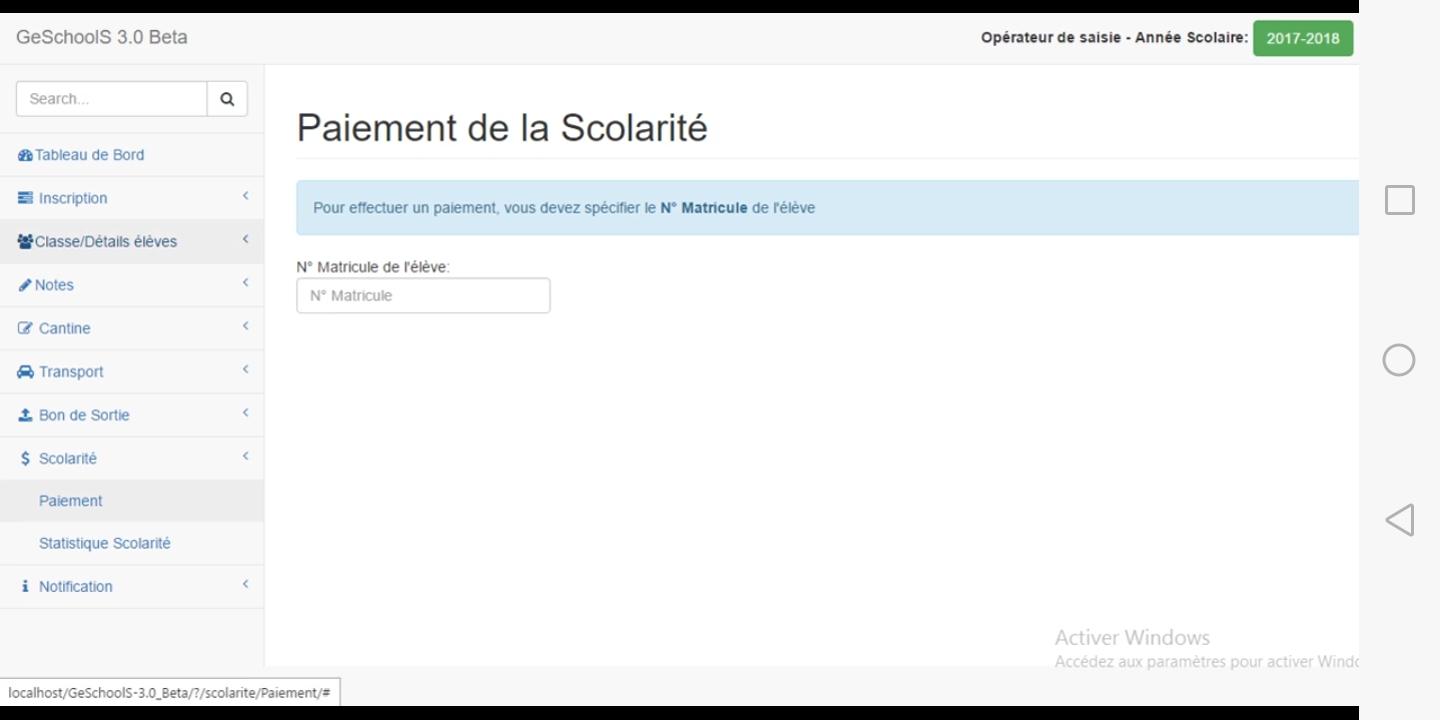 GeSchoolS 3.0 Beta
Opérateur de saisie - Année Scolaire: 2017-2018
Search...
Tableau de Bord
Inscription
Classe/Détails élèves
Notes
Cantine
Transport
Bon de Sortie
Scolarité
Paiement
Statistique Scolarité
Notification
Paiement de la Scolarité
Pour effectuer un paiement, vous devez spécifier le N° Matricule de l'élève
N° Matricule de l'élève:
N° Matricule
Activer Windows
Accédez aux paramètres pour activer Windo
localhost/GeSchoolS-3.0_Beta/?/scolarite/Paiement/#